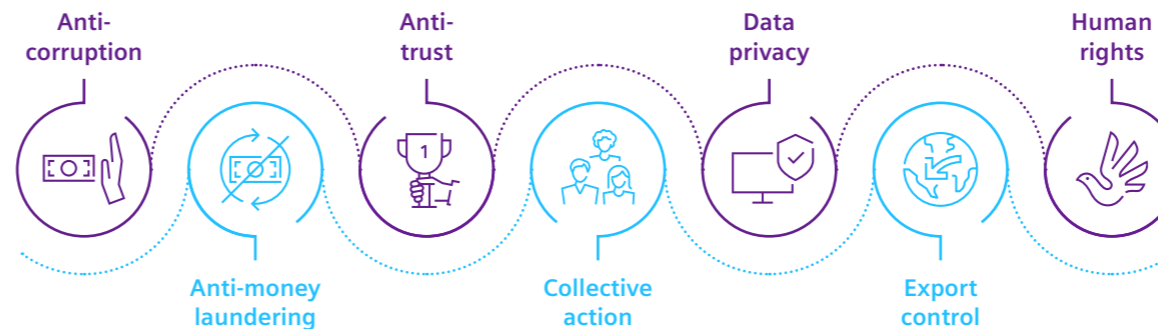 Anti-
corruption
Anti-money
laundering
Anti-
trust
1
Collective
action
Data
privacy
Export
control
Human
rights